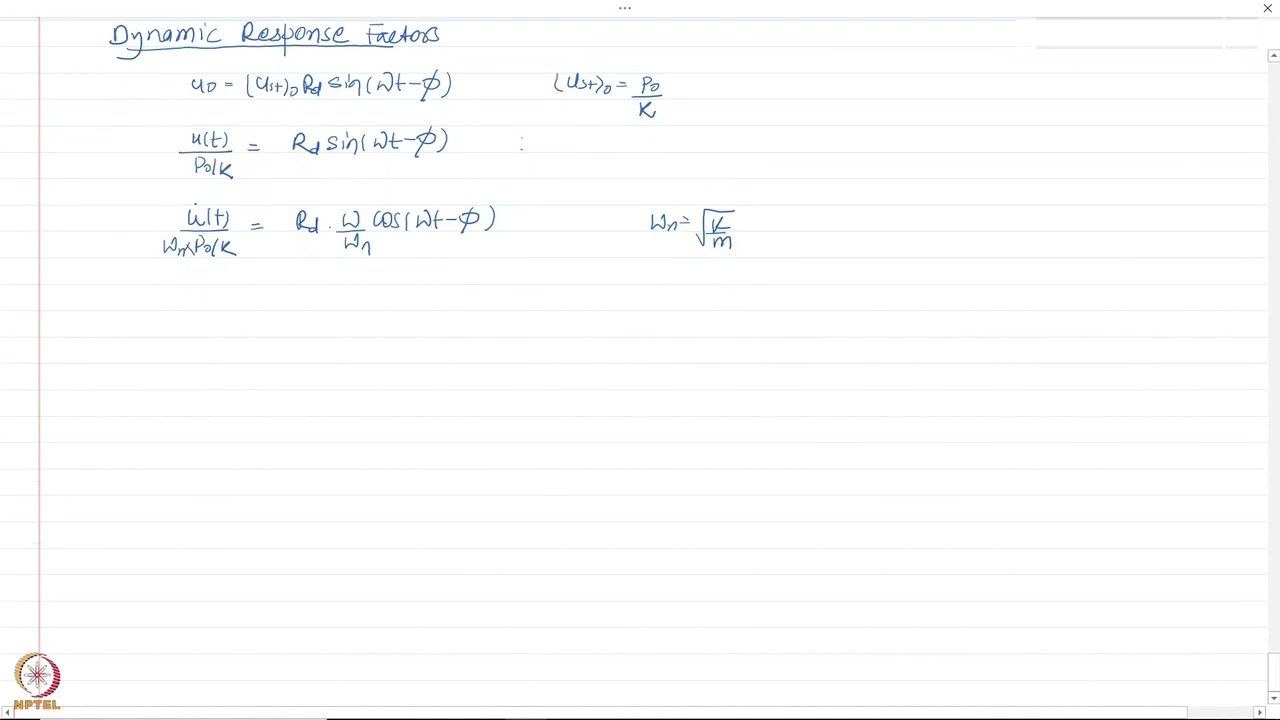 Dynamic Response Factors
u0 = (ust)0 Rd sin(ωt-ϕ) (ust)0 = P0/K
u(t)/P0/K = Rd sin(ωt-ϕ) :
u̇(t)/ωn×P0/K = Rd · ω/ωn cos(ωt-ϕ) ωn = √K/m
NPTEL